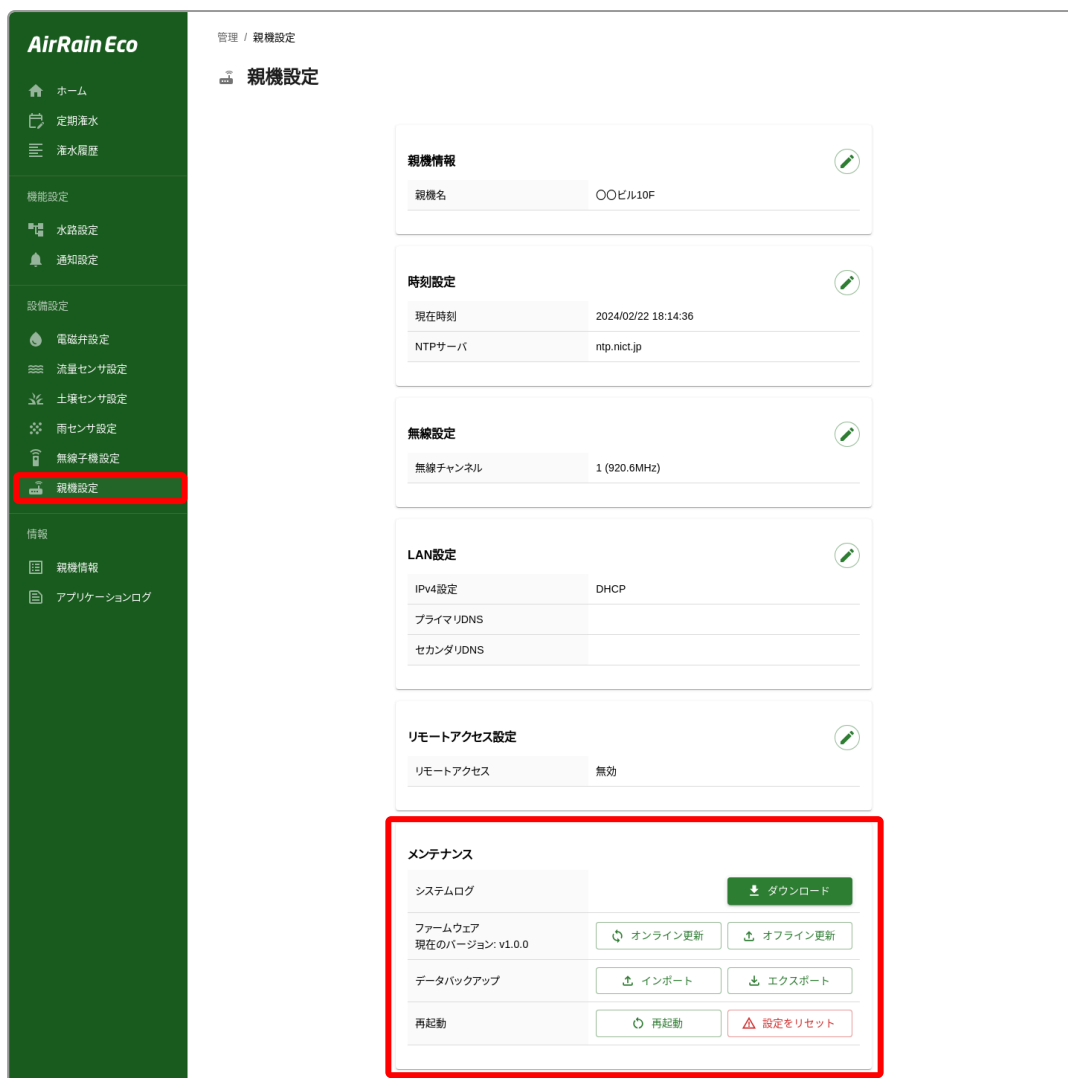 AirRain Eco
ホーム
定期潅水
潅水履歴
機能設定
水路設定
通知設定
設備設定
電磁弁設定
流量センサ設定
土壌センサ設定
雨センサ設定
無線子機設定
親機設定
情報
親機情報
アプリケーションログ
管理 / 親機設定
親機設定
親機情報
親機名 〇〇ビル10F
時刻設定
現在時刻 2024/02/22 18:14:36
NTPサーバ ntp.nict.jp
無線設定
無線チャンネル 1 (920.6MHz)
LAN設定
IPv4設定 DHCP
プライマリDNS
セカンダリDNS
リモートアクセス設定
リモートアクセス 無効
メンテナンス
システムログ ダウンロード
ファームウェア
現在のバージョン: v1.0.0 オンライン更新 オフライン更新
データバックアップ インポート エクスポート
再起動 再起動 設定をリセット